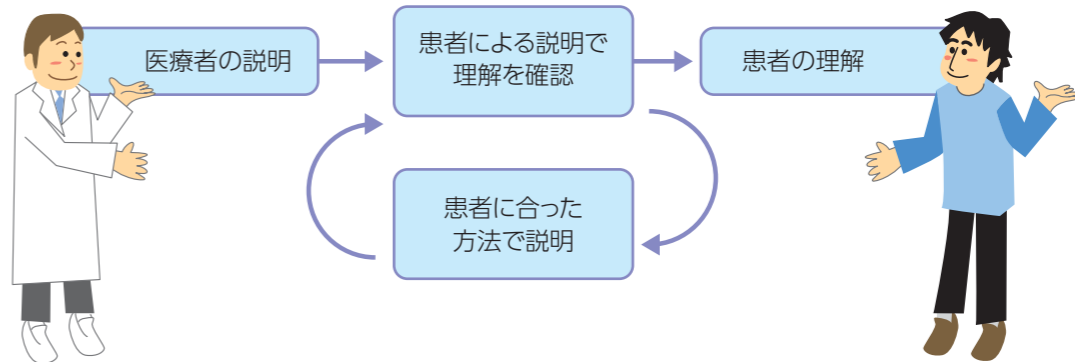 医療者の説明
患者による説明で
理解を確認
患者の理解
患者に合った
方法で説明